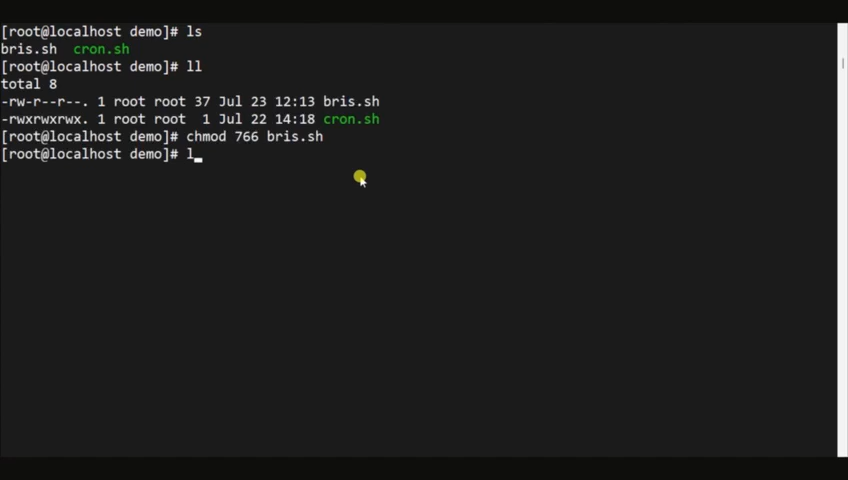 [root@localhost demo]# ls
bris.sh  cron.sh
[root@localhost demo]# ll
total 8
-rw-r--r--. 1 root root 37 Jul 23 12:13 bris.sh
-rwxrwxrwx. 1 root root  1 Jul 22 14:18 cron.sh
[root@localhost demo]# chmod 766 bris.sh
[root@localhost demo]# l